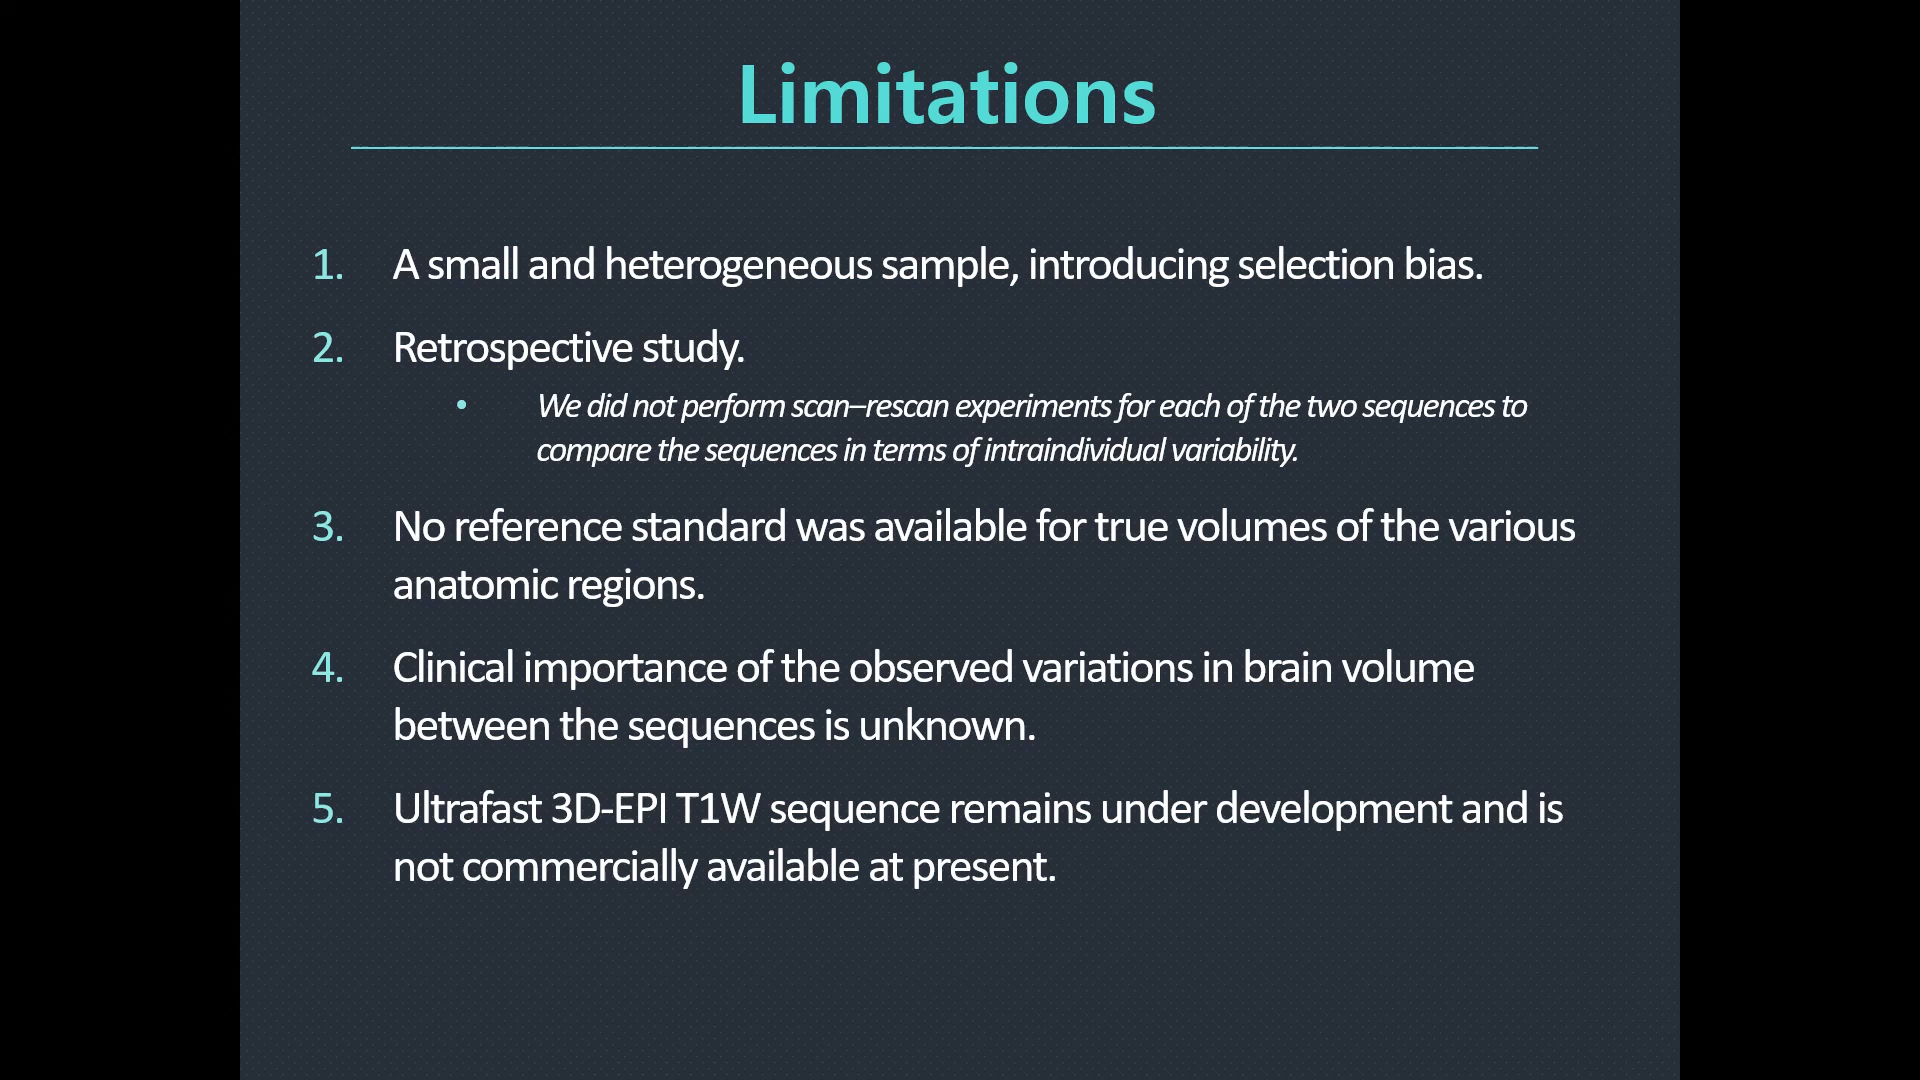 Limitations
1. A small and heterogeneous sample, introducing selection bias.
2. Retrospective study.
• We did not perform scan–rescan experiments for each of the two sequences to
compare the sequences in terms of intraindividual variability.
3. No reference standard was available for true volumes of the various
anatomic regions.
4. Clinical importance of the observed variations in brain volume
between the sequences is unknown.
5. Ultrafast 3D-EPI T1W sequence remains under development and is
not commercially available at present.